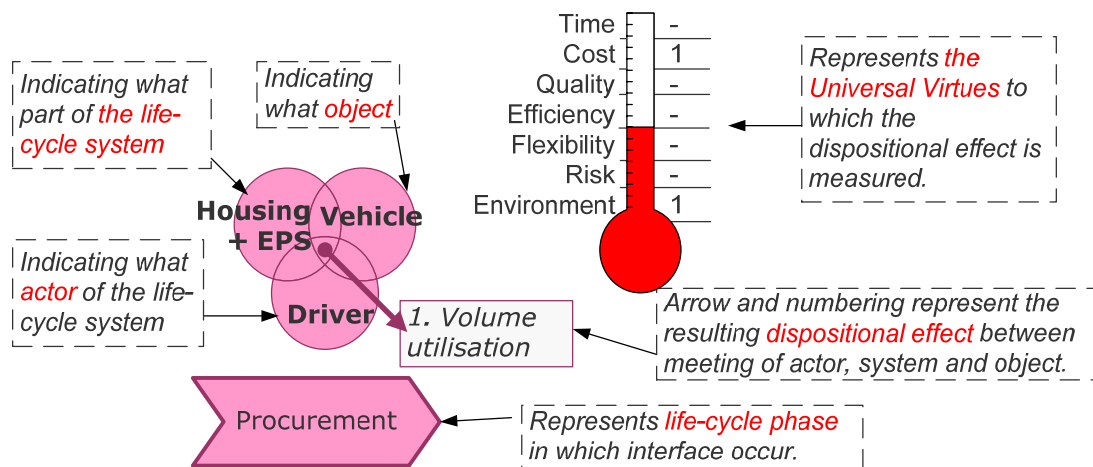 Time -
Cost 1
Quality -
Efficiency -
Flexibility -
Risk -
Environment 1
Represents the
Universal Virtues to
which the
dispositional effect is
measured.
Indicating what
part of the life-
cycle system
Indicating
what object
Housing
+ EPS
Vehicle
Driver
Indicating what
actor of the life-
cycle system
1. Volume
utilisation
Arrow and numbering represent the
resulting dispositional effect between
meeting of actor, system and object.
Procurement
Represents life-cycle phase
in which interface occur.